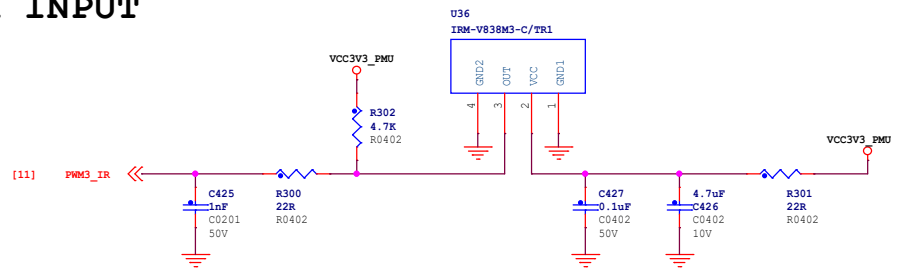 INPUT
U36
IRM-V838M3-C/TR1
GND2
OUT
VCC
GND1
4
3
2
1
VCC3V3_PMU
R302
4.7K
R0402
VCC3V3_PMU
[11] PWM3_IR
C425
1nF
C0201
50V
R300
22R
R0402
C427
0.1uF
C0402
50V
4.7uF
C426
C0402
10V
R301
22R
R0402